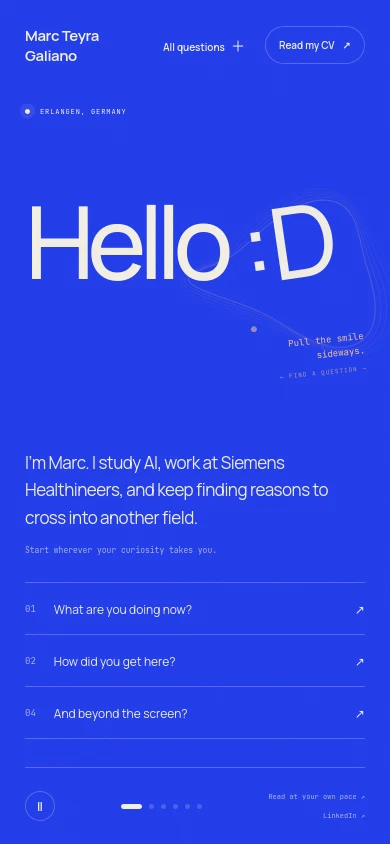 Marc Teyra
Galiano
All questions +
Read my CV ↗
ERLANGEN, GERMANY
Hello :D
Pull the smile
sideways.
← FIND A QUESTION →
I'm Marc. I study AI, work at Siemens
Healthineers, and keep finding reasons to
cross into another field.
Start wherever your curiosity takes you.
01 What are you doing now? ↗
02 How did you get here? ↗
04 And beyond the screen? ↗
Read at your own pace ↗
LinkedIn ↗